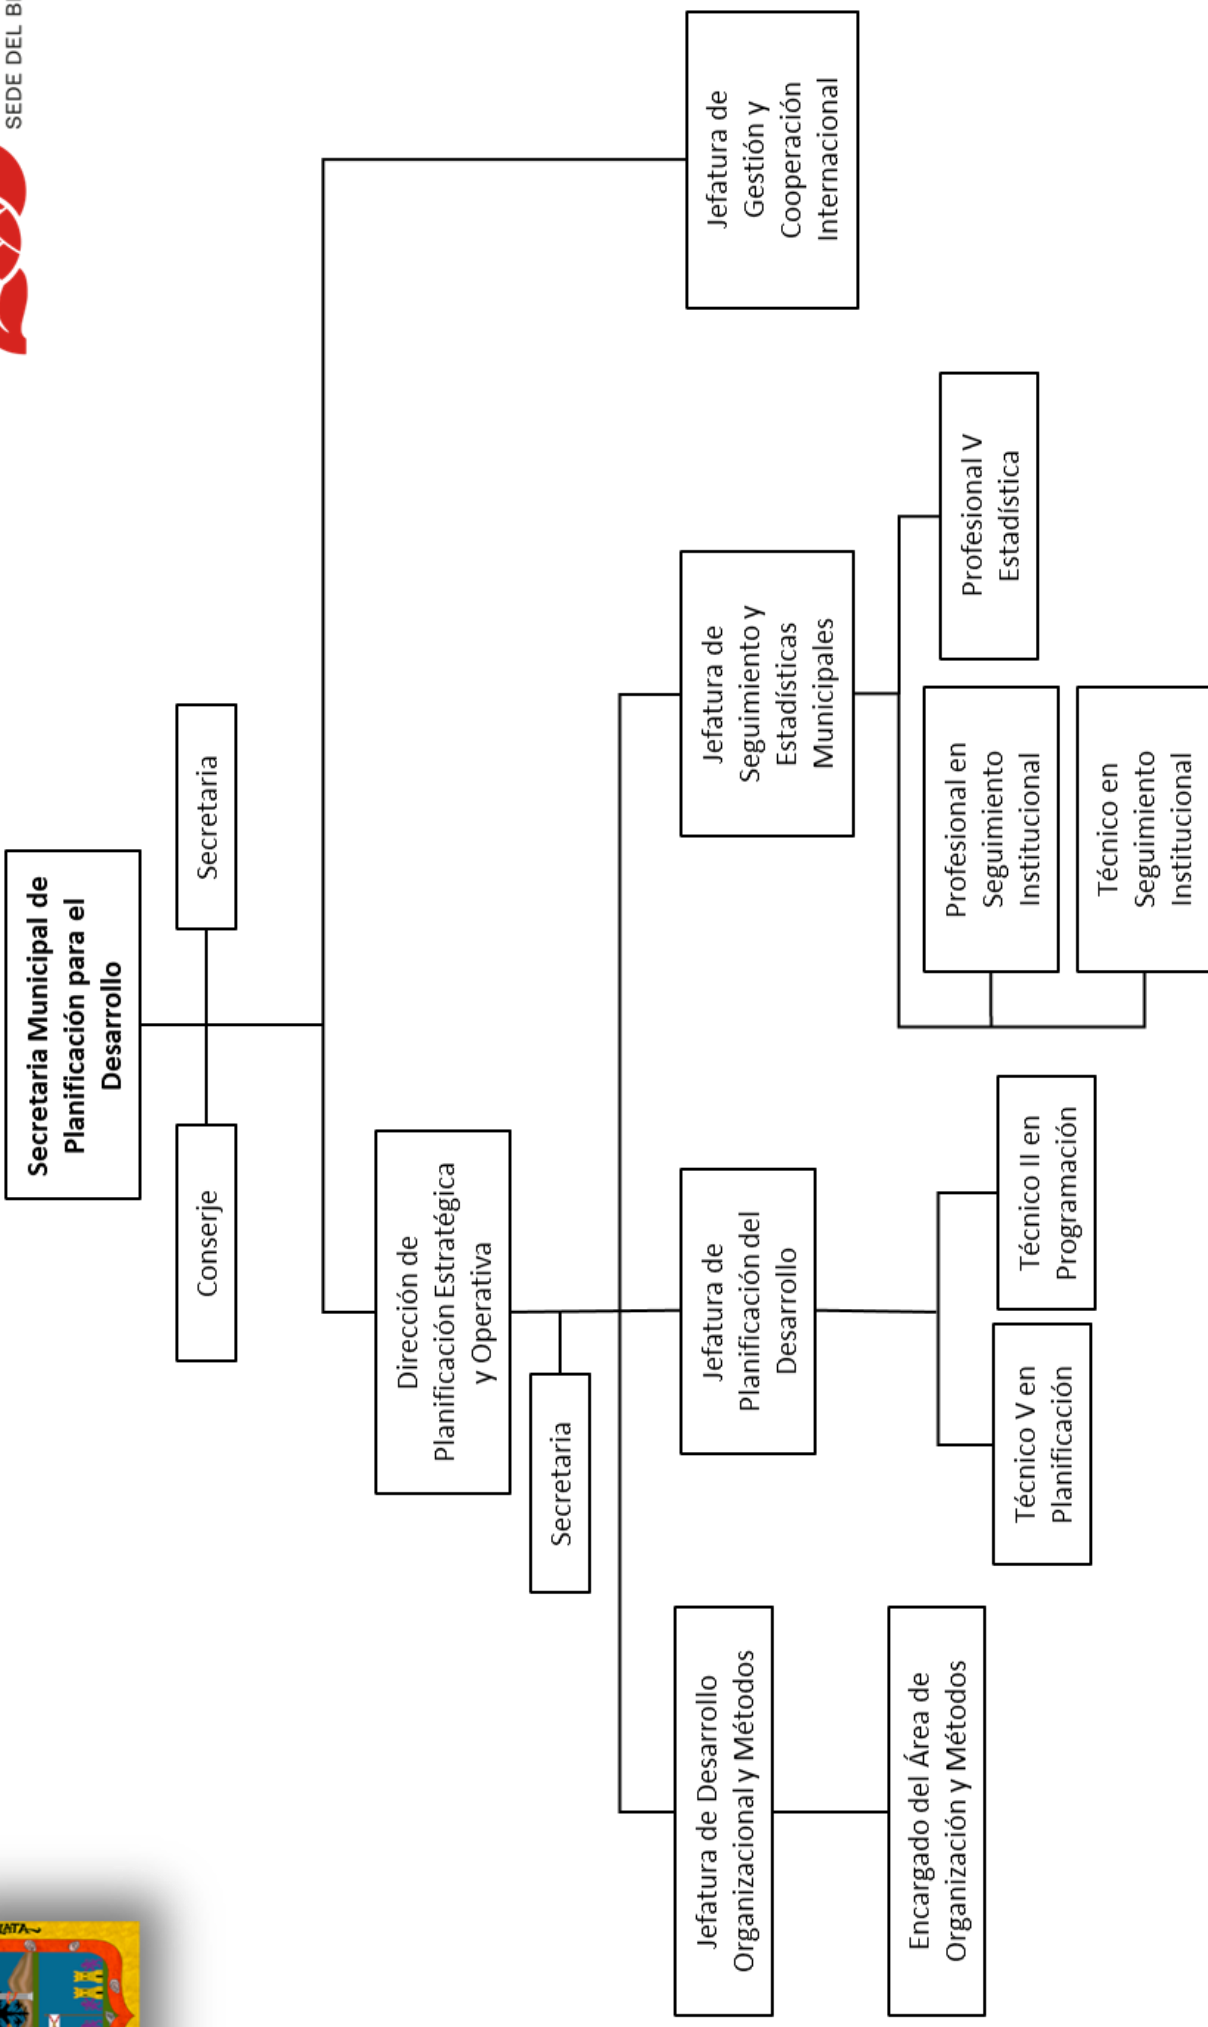 SEDE DEL
Secretaria Municipal de
Planificación para el
Desarrollo
Conserje
Secretaria
Dirección de
Planificación Estratégica
y Operativa
Secretaria
Jefatura de Desarrollo
Organizacional y Métodos
Jefatura de
Planificación del
Desarrollo
Jefatura de
Seguimiento y
Estadísticas
Municipales
Jefatura de
Gestión y
Cooperación
Internacional
Encargado del Área de
Organización y Métodos
Técnico V en
Planificación
Técnico II en
Programación
Profesional en
Seguimiento
Institucional
Profesional V
Estadística
Técnico en
Seguimiento
Institucional